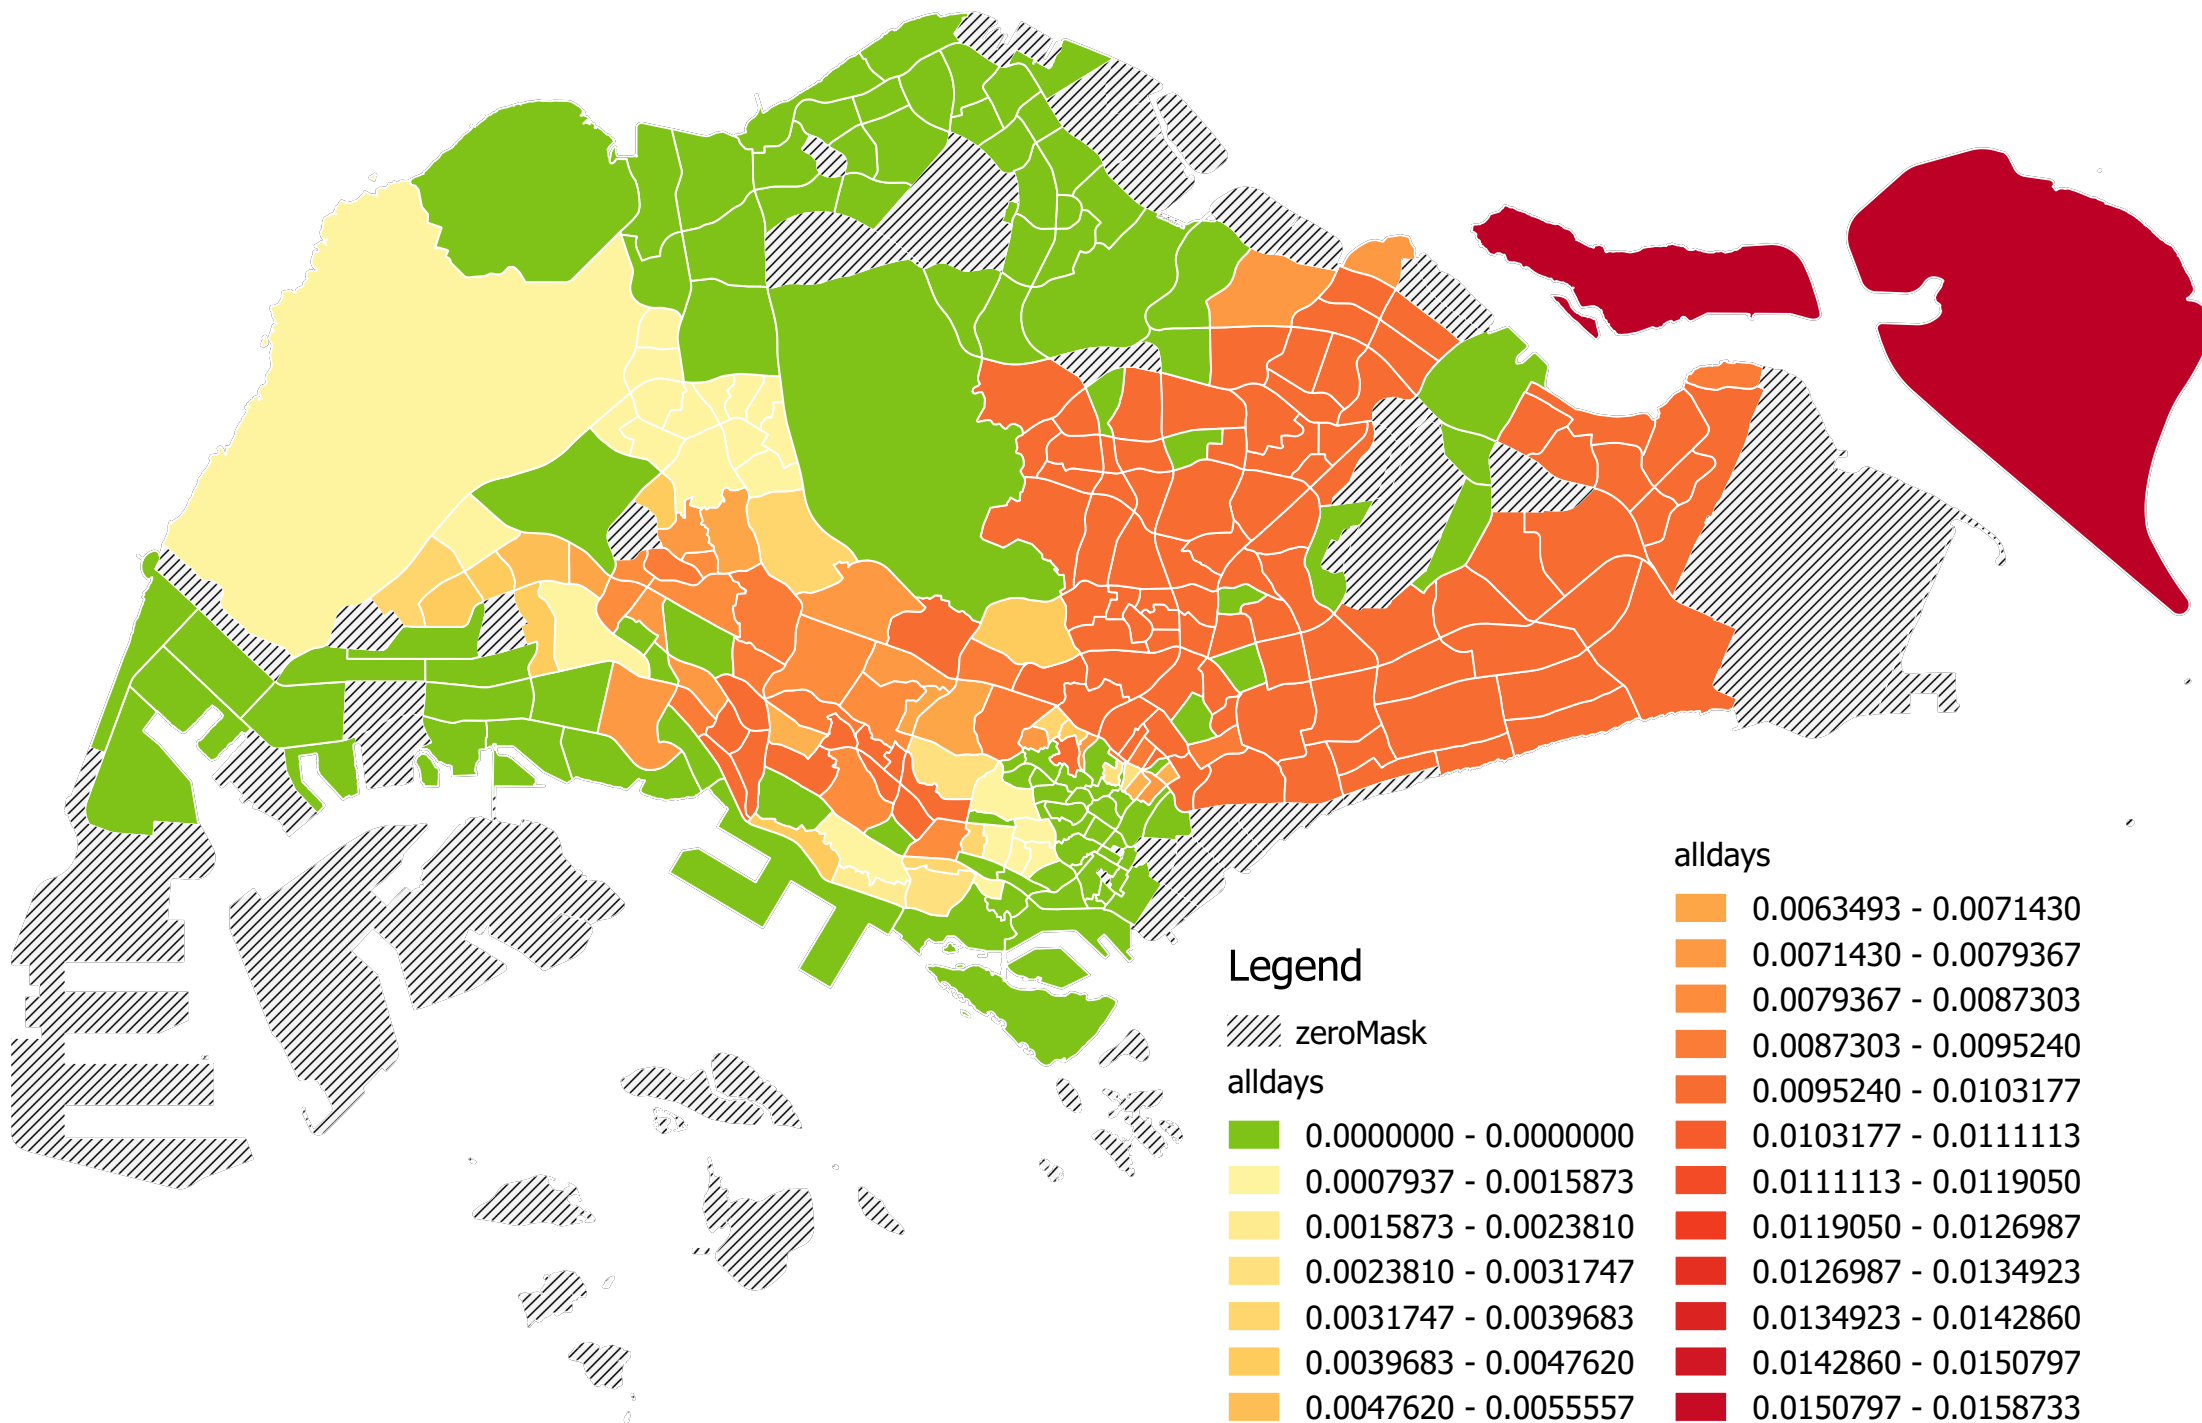 Legend
zeroMask
alldays
0.0000000 - 0.0000000
0.0007937 - 0.0015873
0.0015873 - 0.0023810
0.0023810 - 0.0031747
0.0031747 - 0.0039683
0.0039683 - 0.0047620
0.0047620 - 0.0055557
alldays
0.0063493 - 0.0071430
0.0071430 - 0.0079367
0.0079367 - 0.0087303
0.0087303 - 0.0095240
0.0095240 - 0.0103177
0.0103177 - 0.0111113
0.0111113 - 0.0119050
0.0119050 - 0.0126987
0.0126987 - 0.0134923
0.0134923 - 0.0142860
0.0142860 - 0.0150797
0.0150797 - 0.0158733